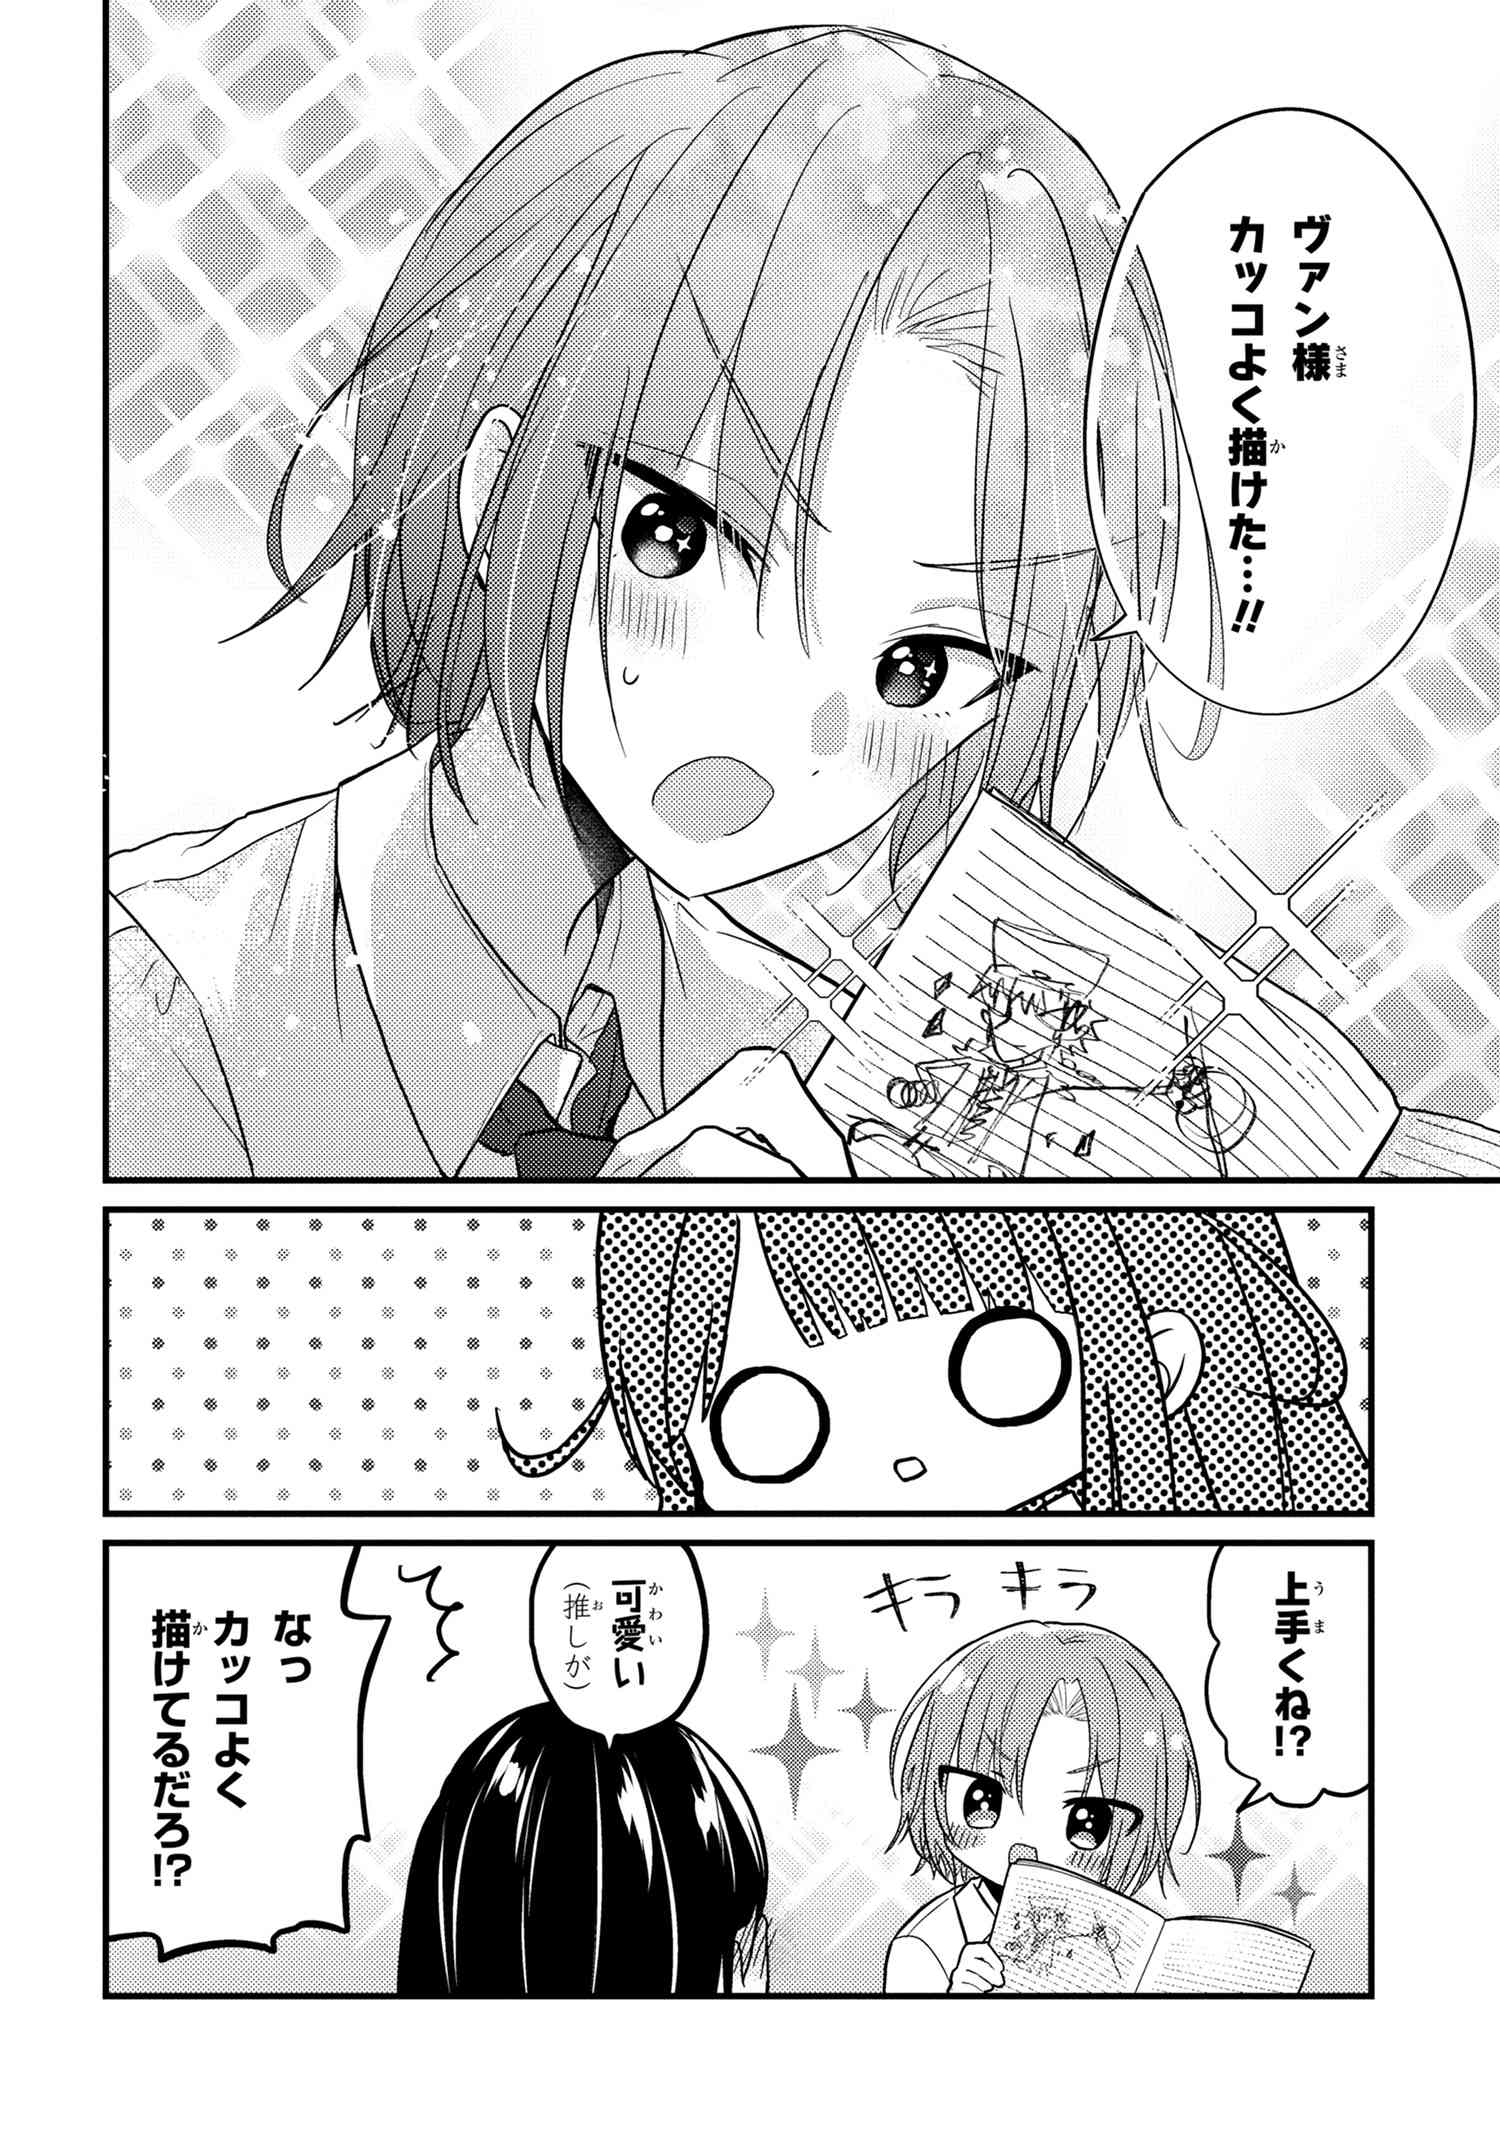 ヴァン様
カッコよく描けた…!!
上手くね!?
キラキラ
可愛い
(推しが)
なっ
カッコよく
描けてるだろ!?